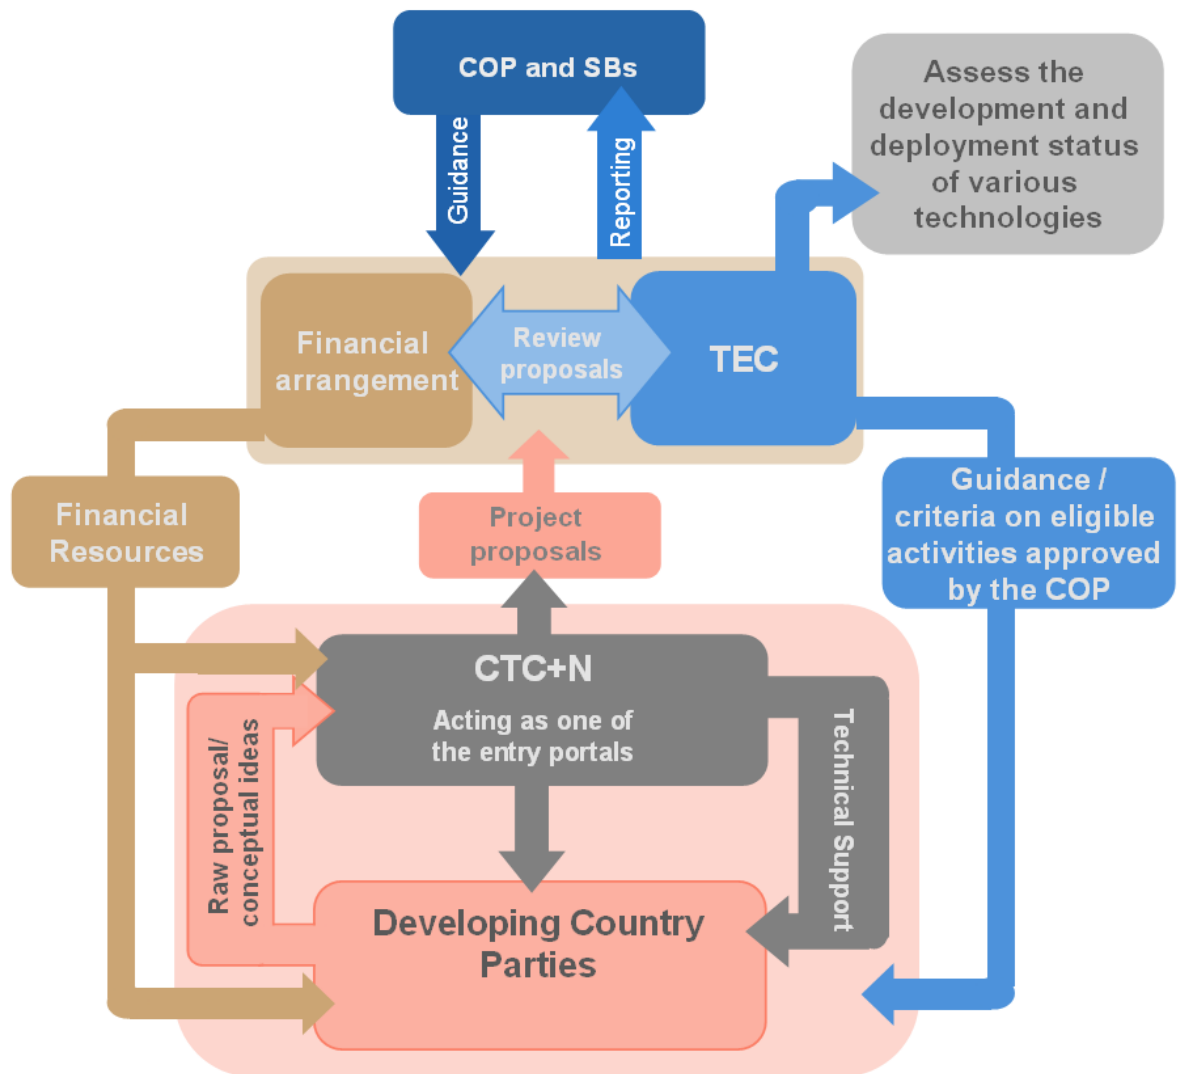 COP and SBs
Assess the
development and
deployment status
of various
technologies
Guidance
Reporting
Financial
arrangement
Review
proposals
TEC
Financial
Resources
Project
proposals
Guidance /
criteria on eligible
activities approved
by the COP
CTC+N
Acting as one of
the entry portals
Raw proposal/
conceptual ideas
Technical Support
Developing Country
Parties